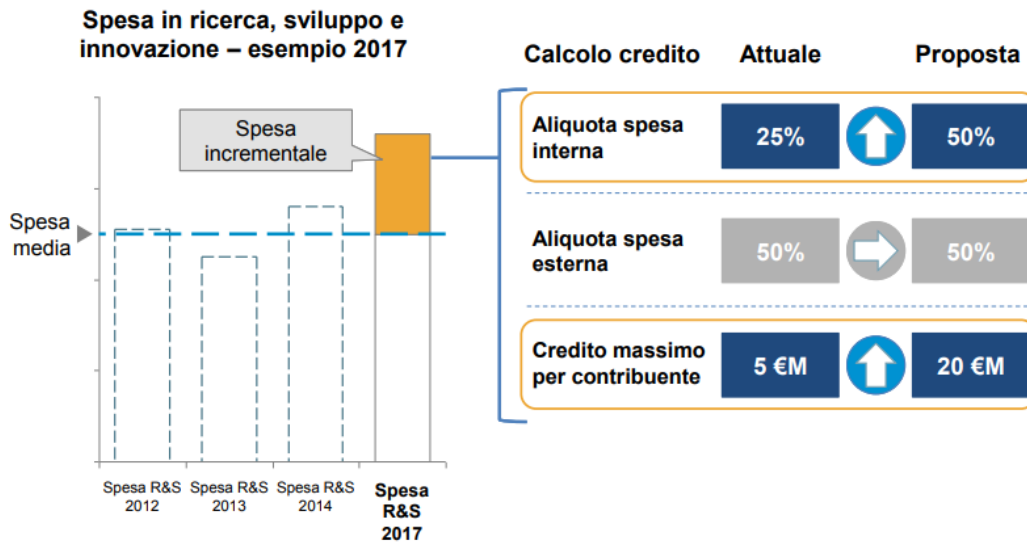 Spesa in ricerca, sviluppo e
innovazione – esempio 2017
Spesa
incrementale
Spesa
media
Spesa R&S
2012
Spesa R&S
2013
Spesa R&S
2014
Spesa
R&S
2017
Calcolo credito Attuale Proposta
Aliquota spesa
interna
25% 50%
Aliquota spesa
esterna
50% 50%
Credito massimo
per contribuente
5 €M 20 €M